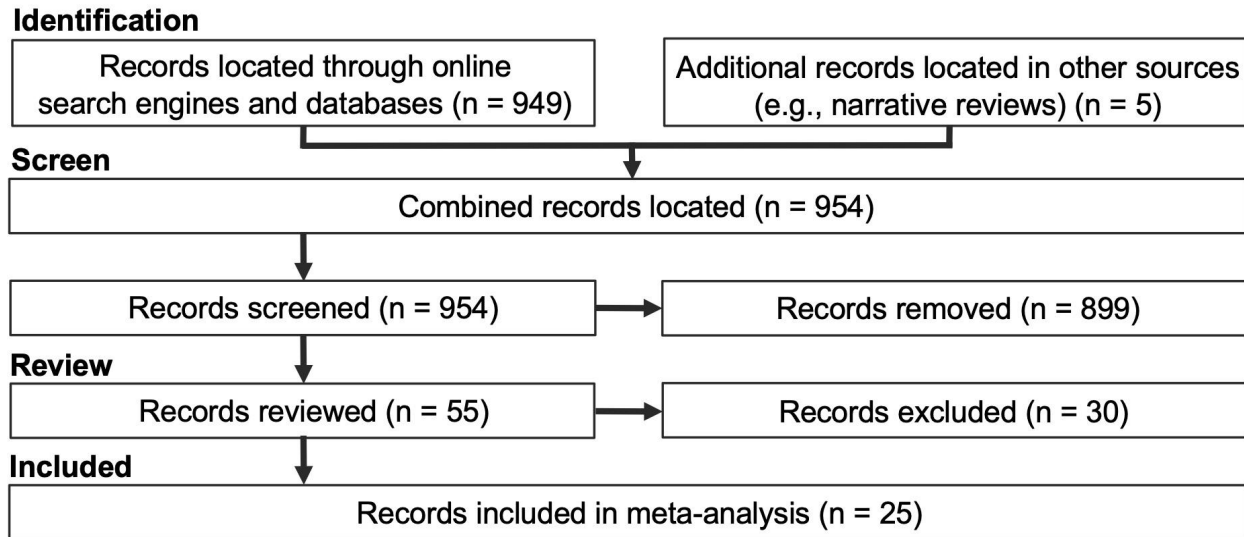 Identification
Records located through online
search engines and databases (n = 949)
Additional records located in other sources
(e.g., narrative reviews) (n = 5)
Screen
Combined records located (n = 954)
Records screened (n = 954)
Records removed (n = 899)
Review
Records reviewed (n = 55)
Records excluded (n = 30)
Included
Records included in meta-analysis (n = 25)